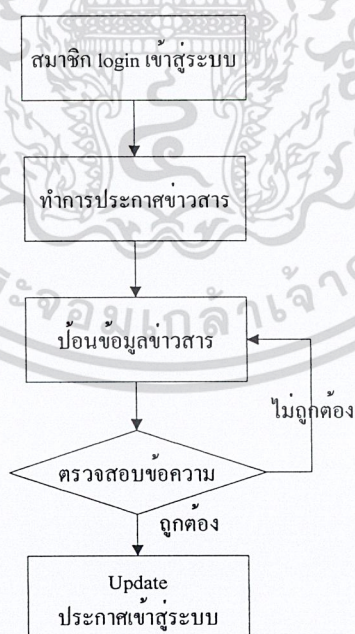 สมาชิก login เข้าสู่ระบบ
ทำการประกาศข่าวสาร
ป้อนข้อมูลข่าวสาร
ไม่ถูกต้อง
ตรวจสอบข้อความ
ถูกต้อง
Update
ประกาศเข้าสู่ระบบ